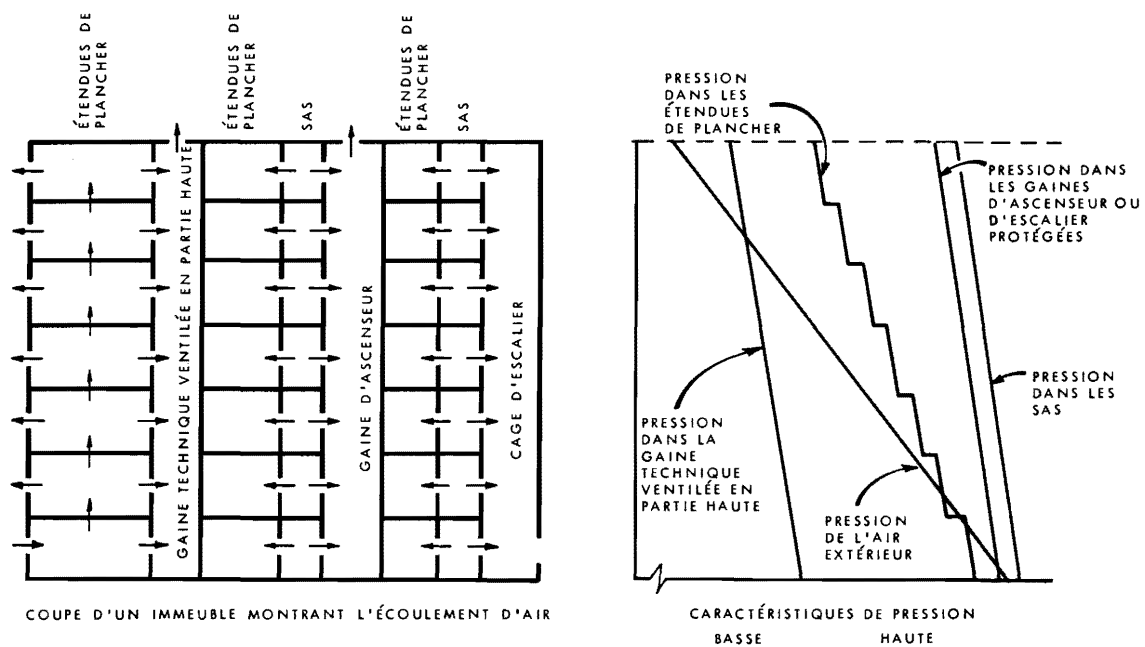 ÉTENDUES DE
PLANCHER
ÉTENDUES DE
PLANCHER
SAS
ÉTENDUES DE
PLANCHER
SAS
GAINE TECHNIQUE VENTILÉE EN PARTIE HAUTE
GAINE D'ASCENSEUR
CAGE D'ESCALIER
COUPE D'UN IMMEUBLE MONTRANT L'ÉCOULEMENT D'AIR
PRESSION
DANS LES
ÉTENDUES
DE PLANCHER
PRESSION DANS
LES GAINES
D'ASCENSEUR OU
D'ESCALIER
PROTÉGÉES
PRESSION
DANS LES
SAS
PRESSION
DANS LA
GAINE
TECHNIQUE
VENTILÉE EN
PARTIE HAUTE
PRESSION
DE L'AIR
EXTÉRIEUR
CARACTÉRISTIQUES DE PRESSION
BASSE HAUTE